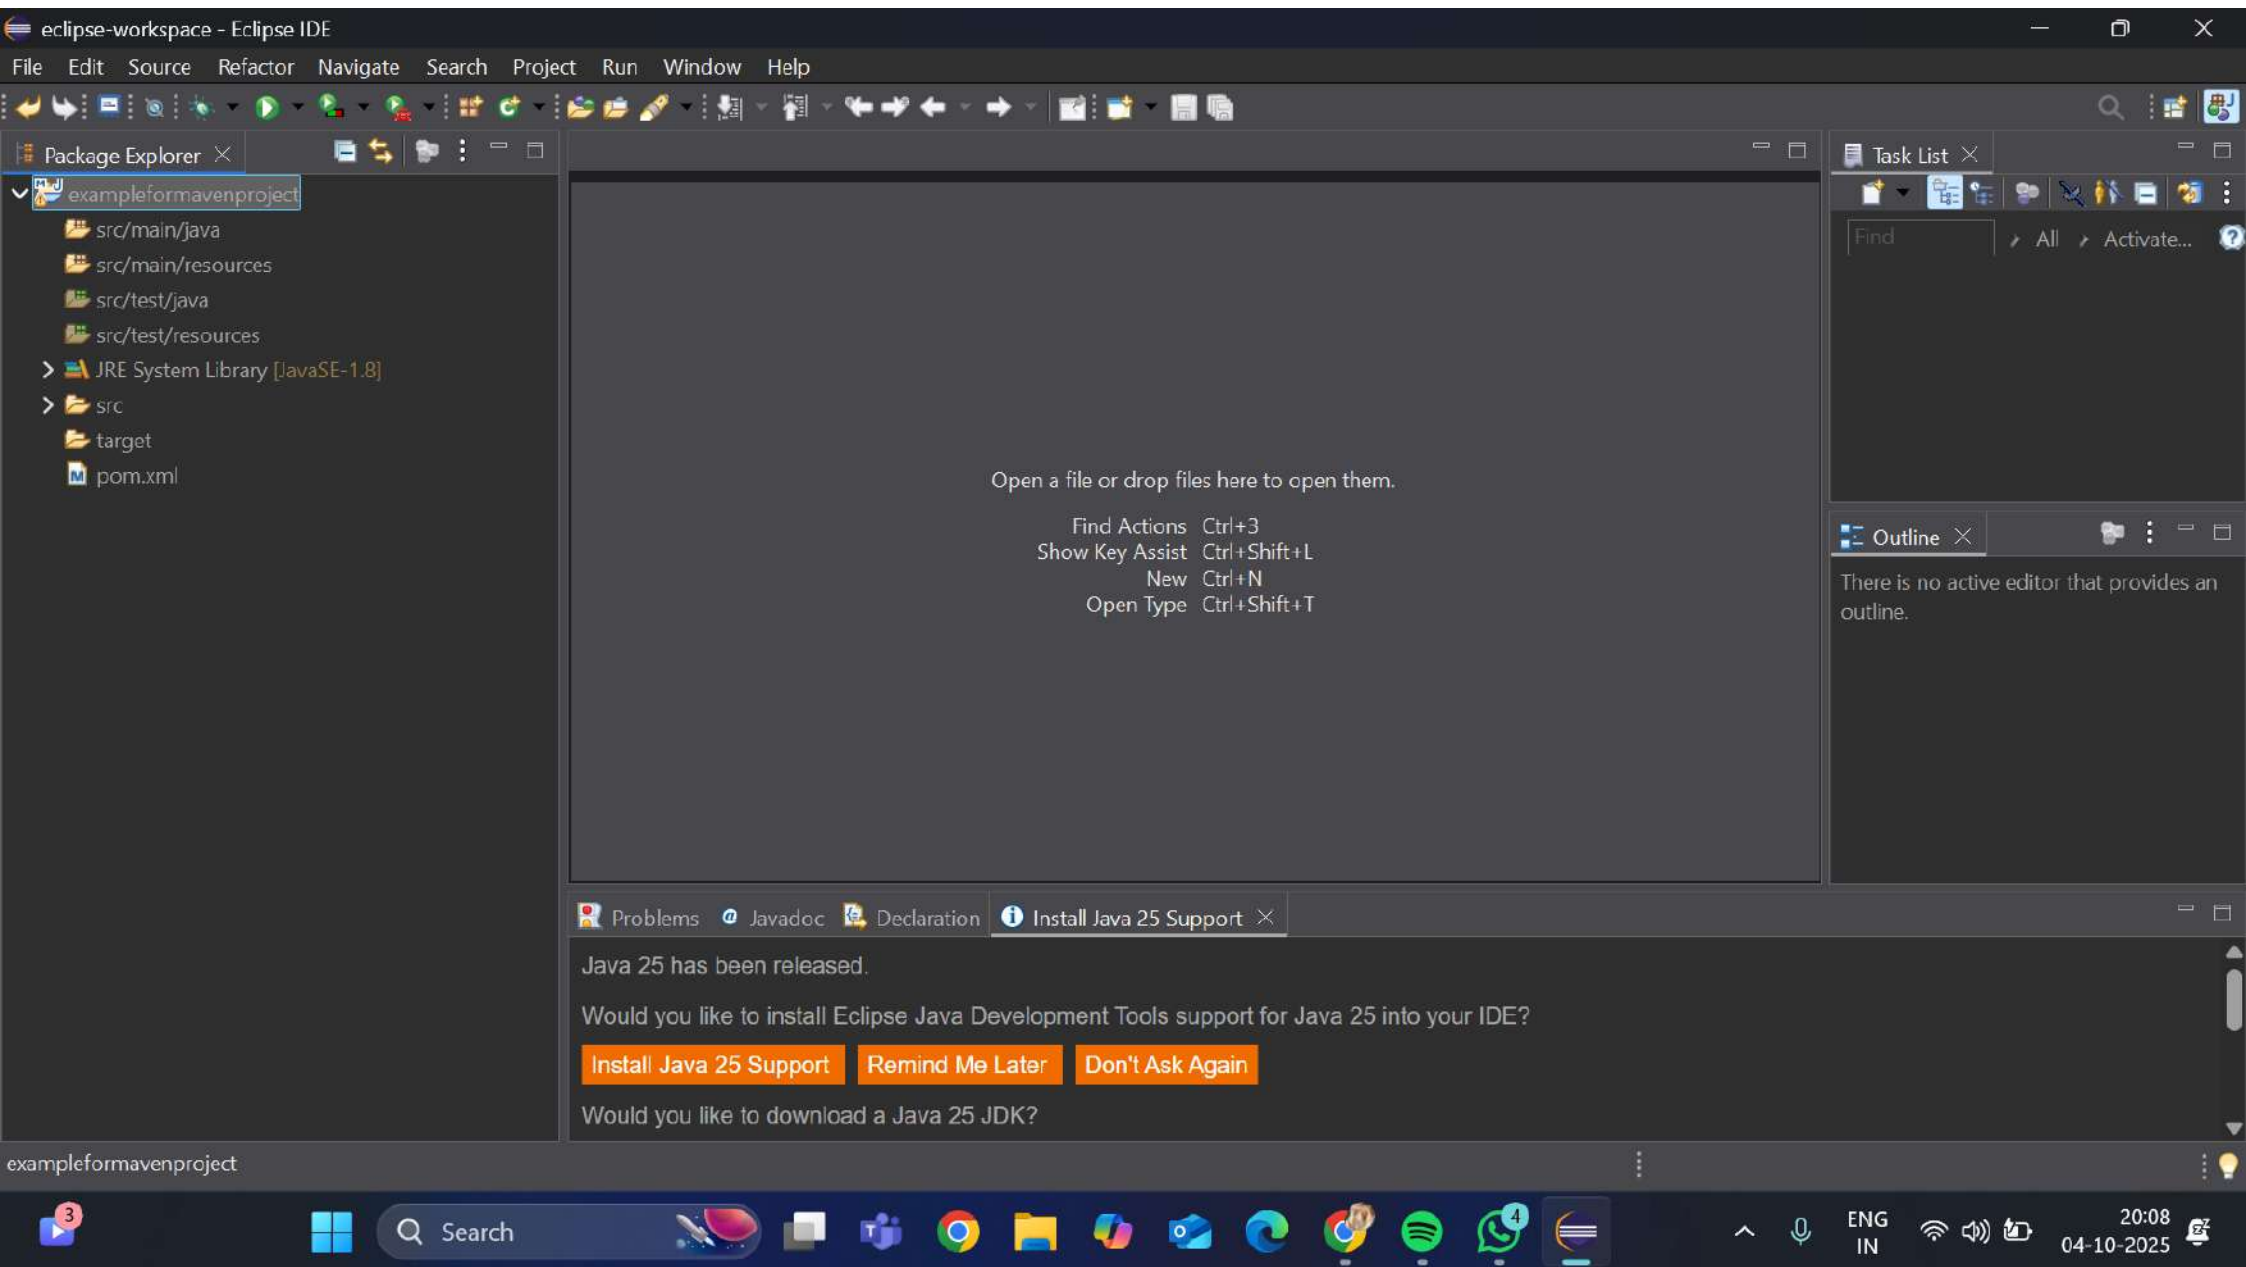 eclipse-workspace - Eclipse IDE
File Edit Source Refactor Navigate Search Project Run Window Help
Package Explorer
exampleformavenproject
src/main/java
src/main/resources
src/test/java
src/test/resources
JRE System Library [JavaSE-1.8]
src
target
pom.xml
Open a file or drop files here to open them.
Find Actions Ctrl+3
Show Key Assist Ctrl+Shift+L
New Ctrl+N
Open Type Ctrl+Shift+T
Task List
Find All Activate...
Outline
There is no active editor that provides an
outline.
Problems Javadoc Declaration Install Java 25 Support
Java 25 has been released.
Would you like to install Eclipse Java Development Tools support for Java 25 into your IDE?
Install Java 25 Support Remind Me Later Don't Ask Again
Would you like to download a Java 25 JDK?
exampleformavenproject
3
Search
4
ENG
IN
20:08
04-10-2025